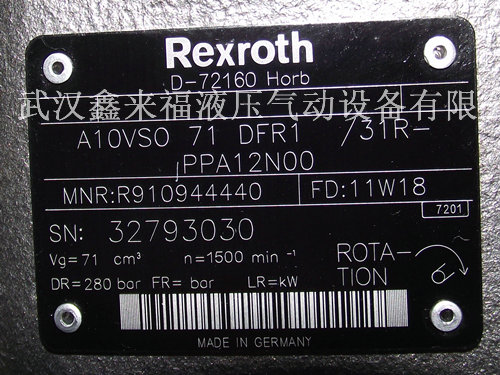 Rexroth
D-72160 Horb
武汉鑫来福液压气动设备有限
A10VSO 71 DFR1 /31R-
PPA12N00
MNR:R910944440 FD:11W18
7201
SN: 32793030
Vg=71 cm³ n=1500 min⁻¹
ROTA-
TION
DR=280 bar FR= bar LR=kW
MADE IN GERMANY